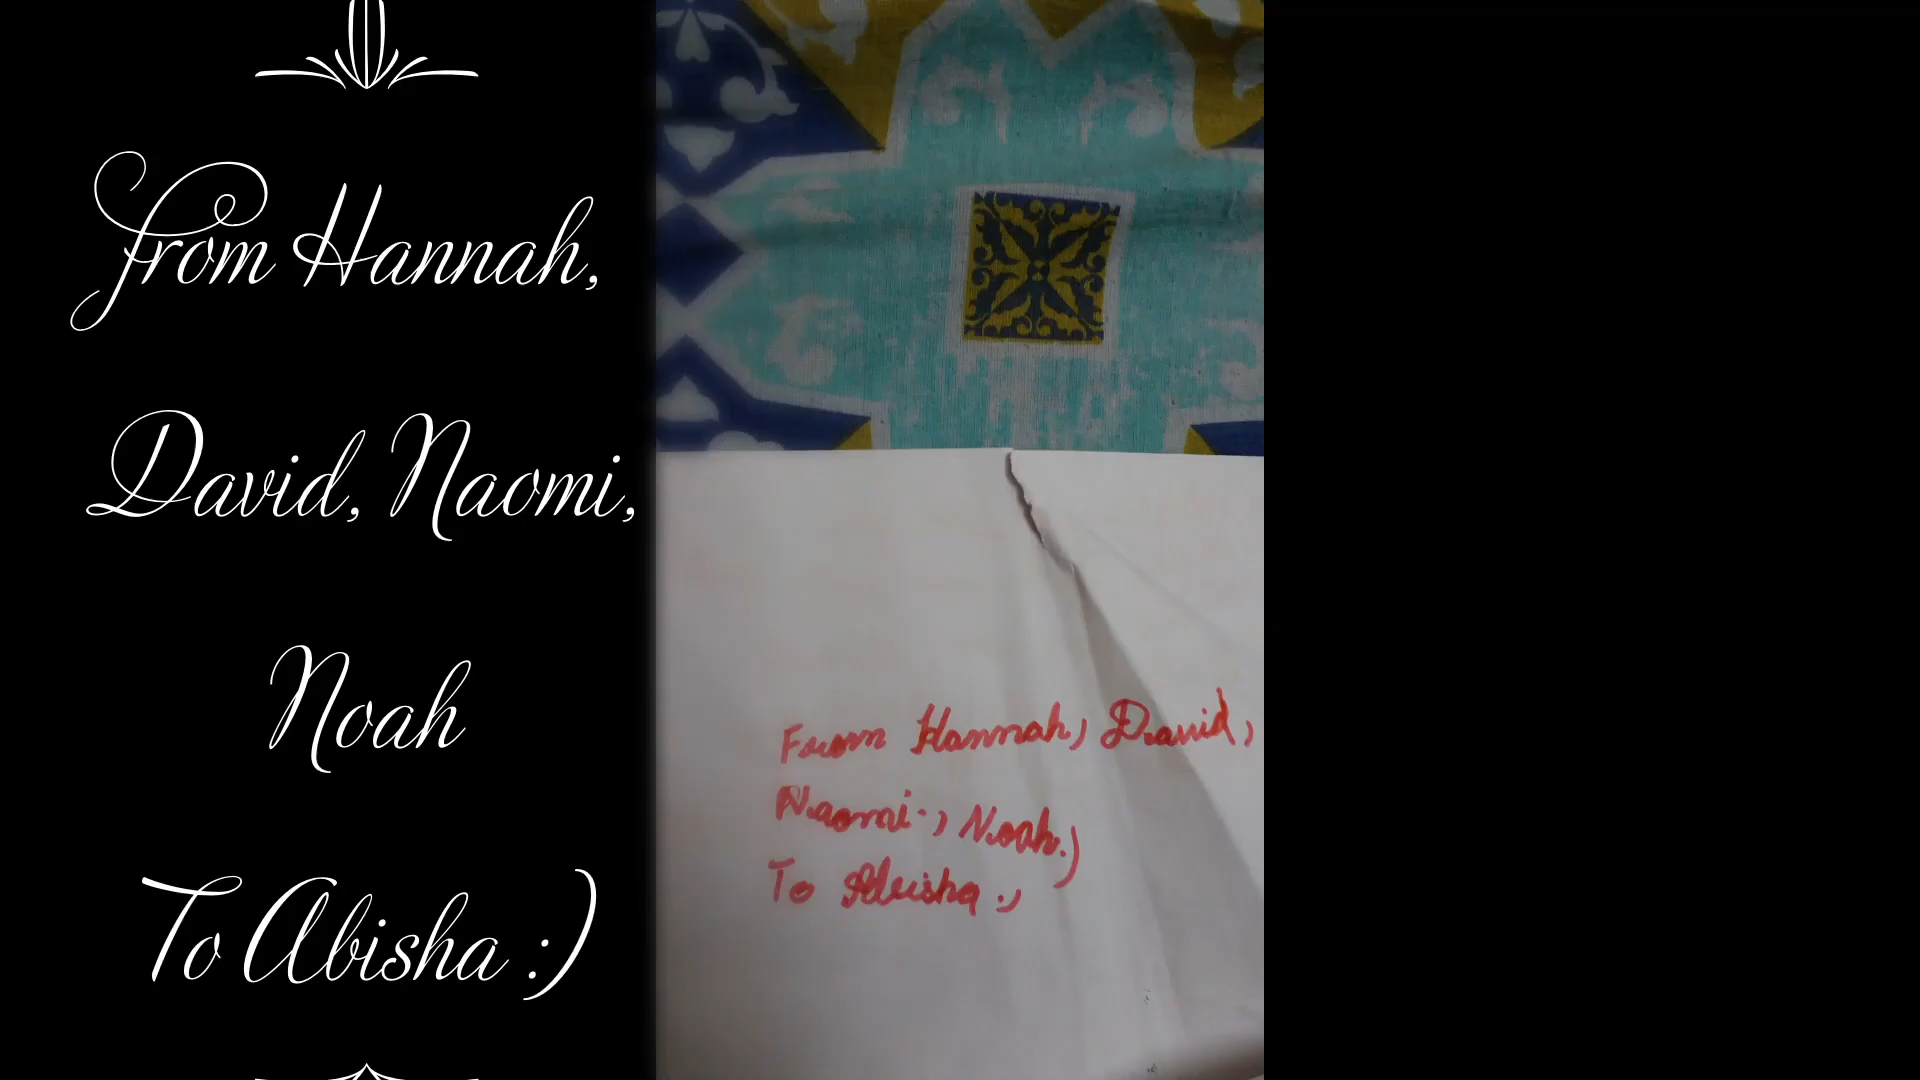 From Hannah,
David, Naomi,
Noah
To Abisha :)
From Hannah, David,
Naomi., Noah.)
To Abisha.,